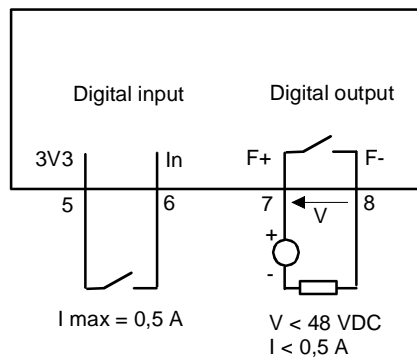 Digital input
Digital output
3V3
In
F+
F-
5
6
7
V
8
+
-
I max = 0,5 A
V < 48 VDC
I < 0,5 A